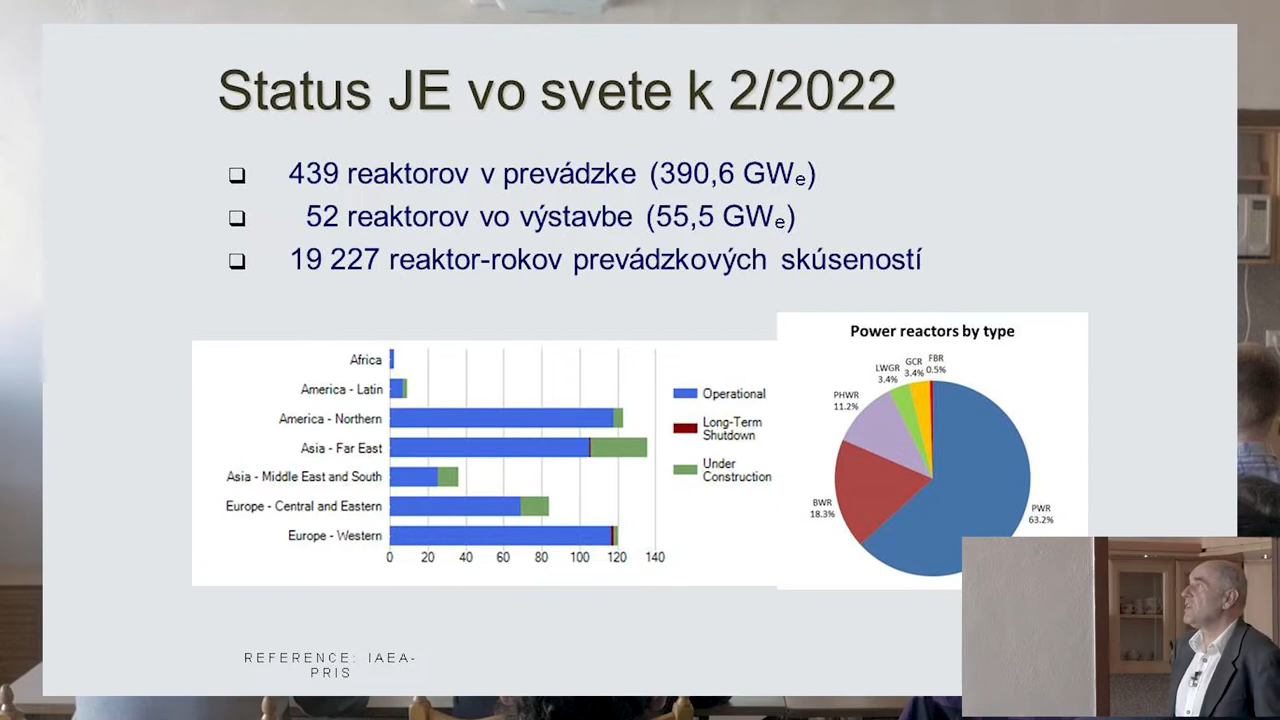 Status JE vo svete k 2/2022
439 reaktorov v prevádzke (390,6 GWₑ)
52 reaktorov vo výstavbe (55,5 GWₑ)
19 227 reaktor-rokov prevádzkových skúseností
Africa
America - Latin
America - Northern
Asia - Far East
Asia - Middle East and South
Europe - Central and Eastern
Europe - Western
0 20 40 60 80 100 120 140
Operational
Long-Term
Shutdown
Under
Construction
Power reactors by type
FBR
0.5%
GCR
3.4%
LWGR
3.4%
PHWR
11.2%
BWR
18.3%
PWR
63.2%
REFERENCE: IAEA-
PRIS